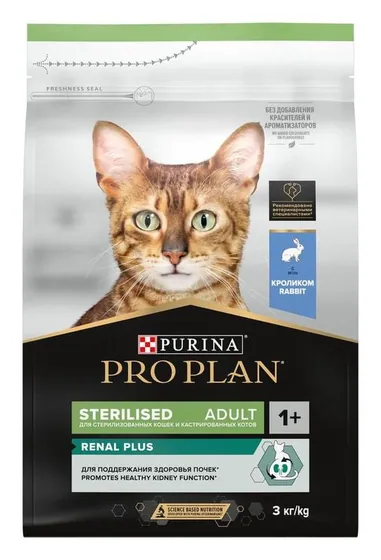 FRESHNESS SEAL
БЕЗ ДОБАВЛЕНИЯ
КРАСИТЕЛЕЙ И
АРОМАТИЗАТОРОВ
Рекомендовано
ветеринарными
специалистами*
С
КРОЛИКОМ
RABBIT
PURINA
PRO PLAN®
STERILISED ADULT 1+
ДЛЯ СТЕРИЛИЗОВАННЫХ КОШЕК И КАСТРИРОВАННЫХ КОТОВ
RENAL PLUS
ДЛЯ ПОДДЕРЖАНИЯ ЗДОРОВЬЯ ПОЧЕК*
PROMOTES HEALTHY KIDNEY FUNCTION*
SCIENCE BASED NUTRITION
3 кг/kg